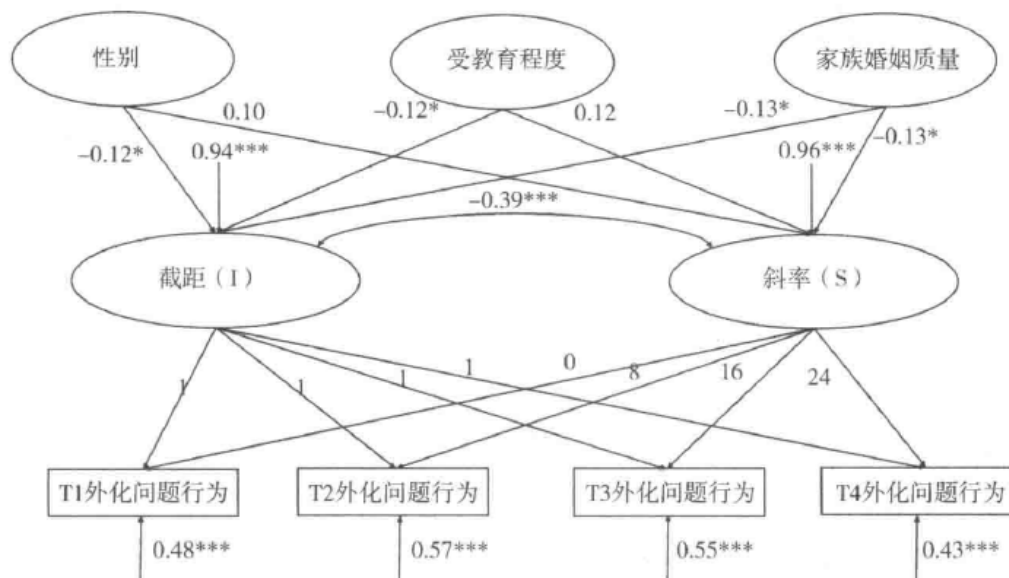 性别
受教育程度
家族婚姻质量
0.10
-0.12*
0.12
-0.13*
-0.12*
0.94***
0.96***
-0.13*
-0.39***
截距（I）
斜率（S）
1
1
1
1
0
8
16
24
T1外化问题行为
T2外化问题行为
T3外化问题行为
T4外化问题行为
0.48***
0.57***
0.55***
0.43***